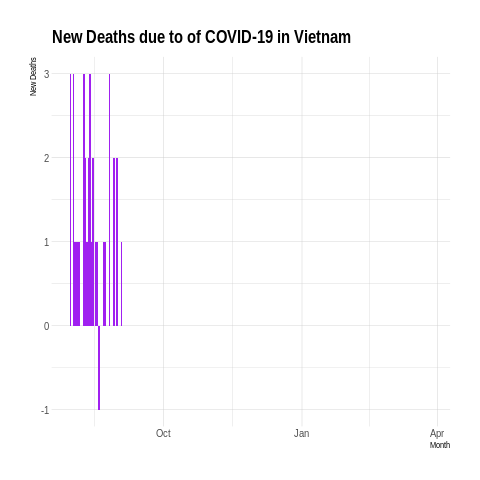 New Deaths due to of COVID-19 in Vietnam
New Deaths
3
2
1
0
-1
Oct Jan Apr
Month